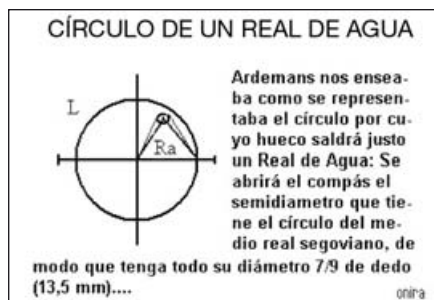 CÍRCULO DE UN REAL DE AGUA
Ardemans nos ensea-
ba como se represen-
taba el círculo por cu-
yo hueco saldrá justo
un Real de Agua: Se
abrirá el compás el
semidiametro que tie-
ne el círculo del me-
dio real segoviano, de
modo que tenga todo su diámetro 7/9 de dedo
(13,5 mm)....
L
Ra
onira